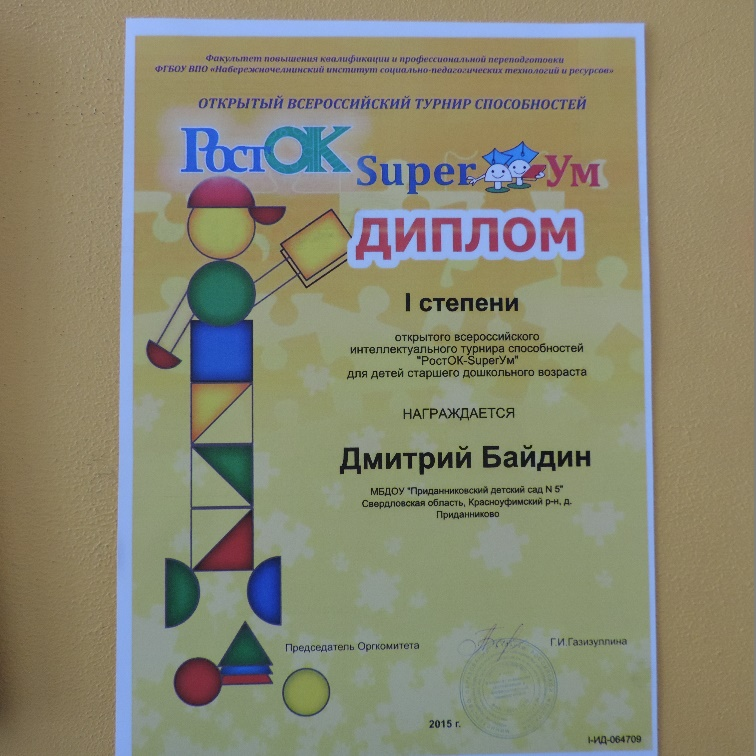 Факультет повышения квалификации и профессиональной переподготовки
ФГБОУ ВПО «Набережночелнинский институт социально-педагогических технологий и ресурсов»
ОТКРЫТЫЙ ВСЕРОССИЙСКИЙ ТУРНИР СПОСОБНОСТЕЙ
РостОК
Super Ум
ДИПЛОМ
I степени
открытого всероссийского
интеллектуального турнира способностей
"РостОК-SuperУм"
для детей старшего дошкольного возраста
НАГРАЖДАЕТСЯ
Дмитрий Байдин
МБДОУ "Приданниковский детский сад N 5"
Свердловская область, Красноуфимский р-н, д.
Приданниково
Председатель Оргкомитета
Г.И.Газизуллина
2015 г.
I-ИД-064709